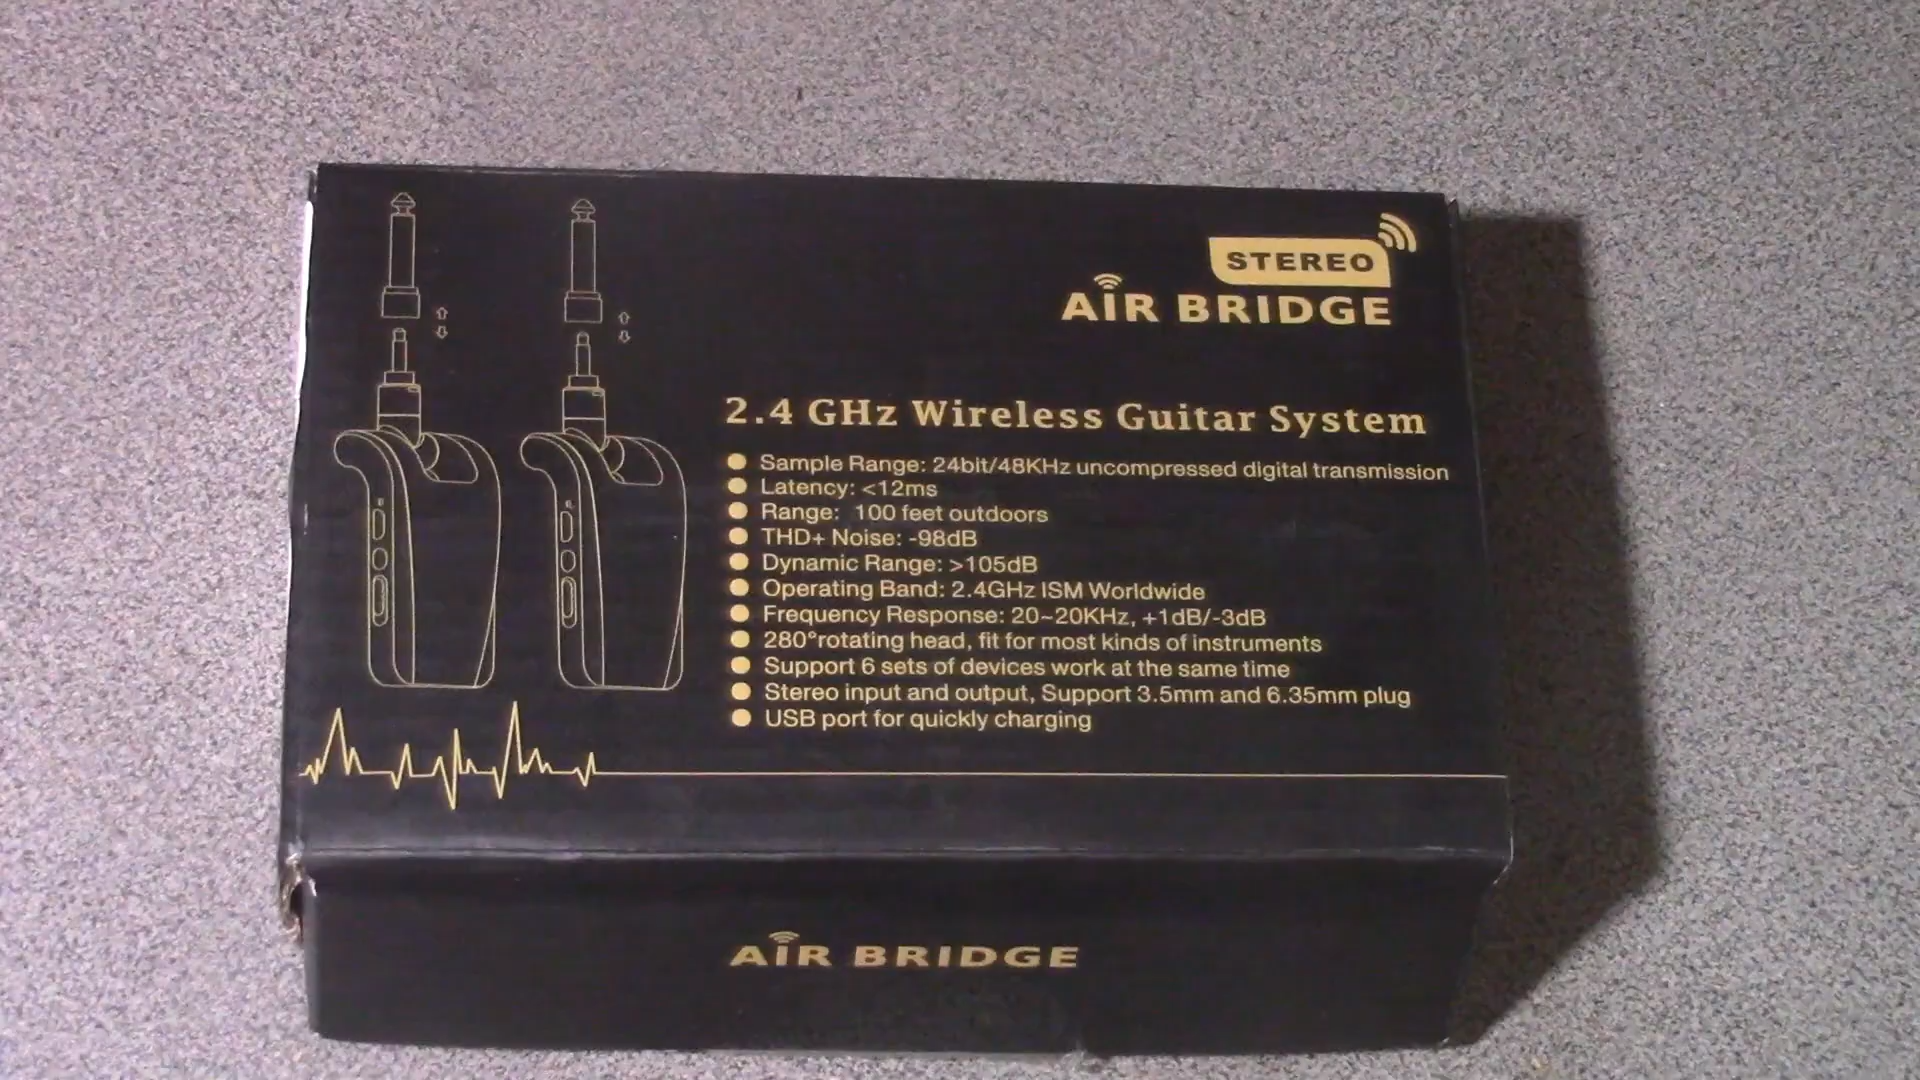 STEREO
AIR BRIDGE
2.4 GHz Wireless Guitar System
Sample Range: 24bit/48KHz uncompressed digital transmission
Latency: <12ms
Range: 100 feet outdoors
THD+ Noise: -98dB
Dynamic Range: >105dB
Operating Band: 2.4GHz ISM Worldwide
Frequency Response: 20~20KHz, +1dB/-3dB
280°rotating head, fit for most kinds of instruments
Support 6 sets of devices work at the same time
Stereo input and output, Support 3.5mm and 6.35mm plug
USB port for quickly charging
AIR BRIDGE